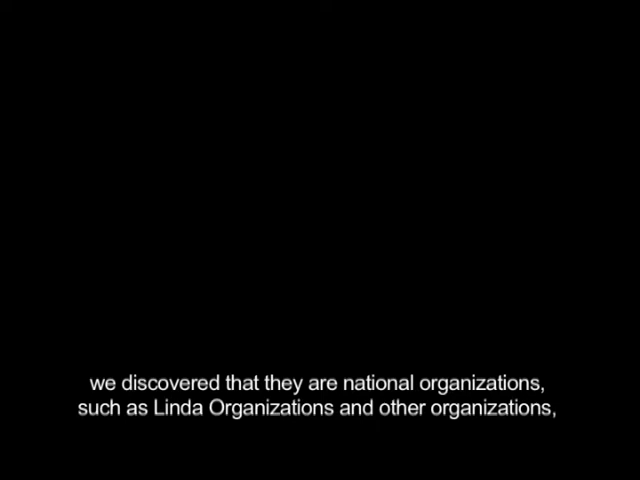 we discovered that they are national organizations,
such as Linda Organizations and other organizations,